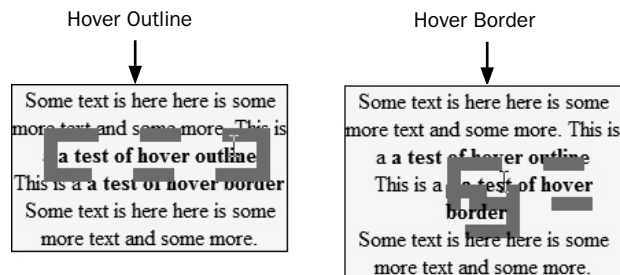 Hover Outline
Some text is here here is some
more text and some more. This is
a a test of hover outline
This is a a test of hover border
Some text is here here is some
more text and some more.
Hover Border
Some text is here here is some
more text and some more. This is
a a test of hover outline
This is a a test of hover
border
Some text is here here is some
more text and some more.